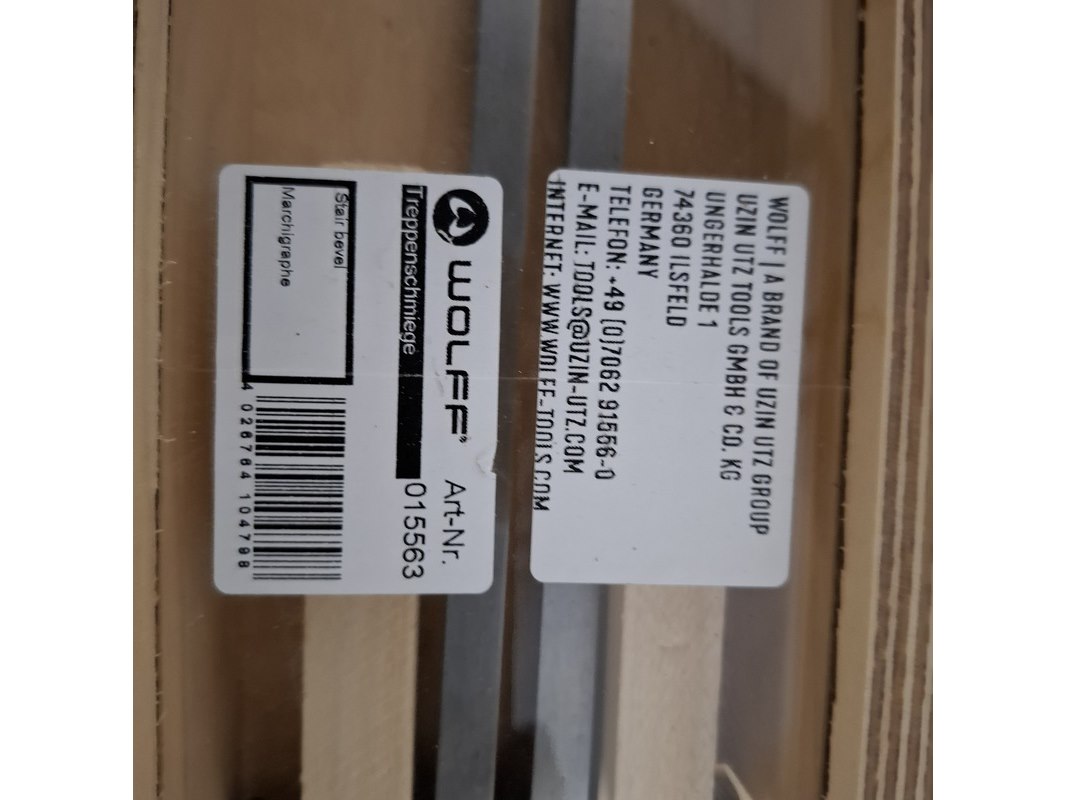 WOLFF Art-Nr.
Treppenschmiege 015563
Stair bevel
Marchigraphe
4 026764 104798
WOLFF | A BRAND OF UZIN UTZ GROUP
UZIN UTZ TOOLS GMBH & CO. KG
UNGERHALDE 1
74360 ILSFELD
GERMANY
TELEFON: +49 (0)7062 91556-0
E-MAIL: TOOLS@UZIN-UTZ.COM
INTERNET: WWW.WOLFF-TOOLS.COM